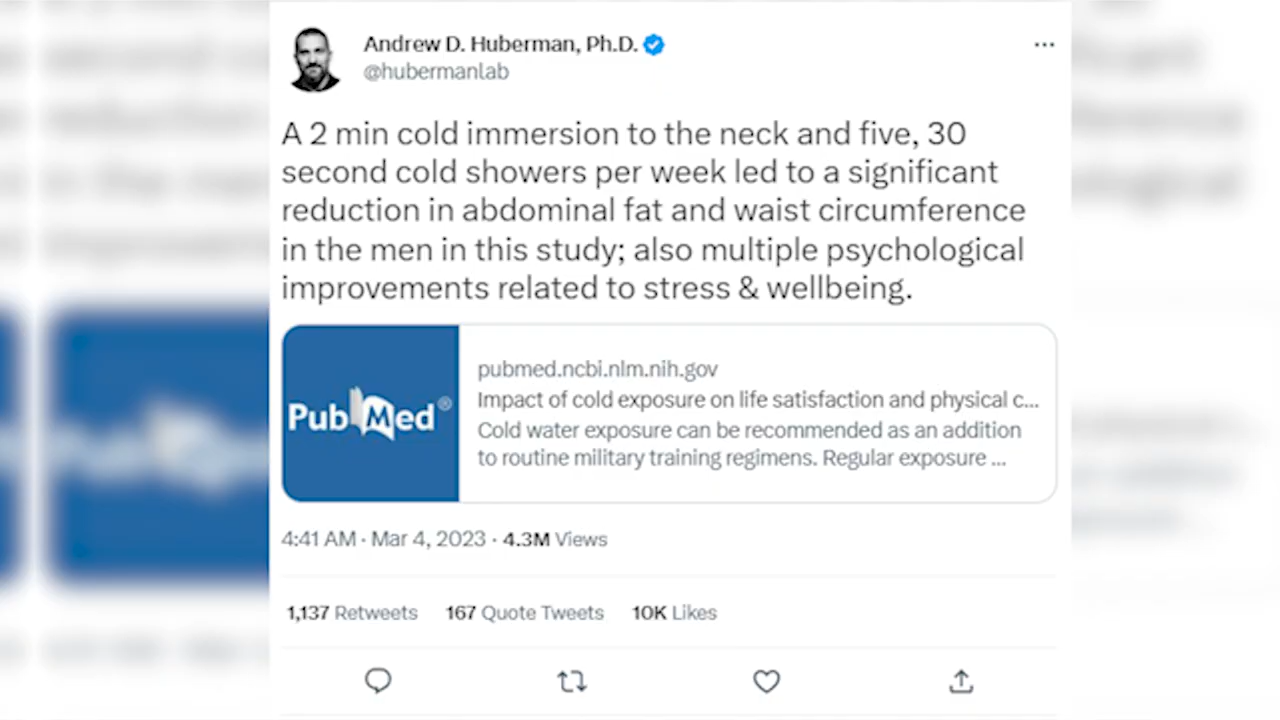 Andrew D. Huberman, Ph.D.
@hubermanlab
A 2 min cold immersion to the neck and five, 30
second cold showers per week led to a significant
reduction in abdominal fat and waist circumference
in the men in this study; also multiple psychological
improvements related to stress & wellbeing.
PubMed®
pubmed.ncbi.nlm.nih.gov
Impact of cold exposure on life satisfaction and physical c...
Cold water exposure can be recommended as an addition
to routine military training regimens. Regular exposure ...
4:41 AM · Mar 4, 2023 · 4.3M Views
1,137 Retweets 167 Quote Tweets 10K Likes